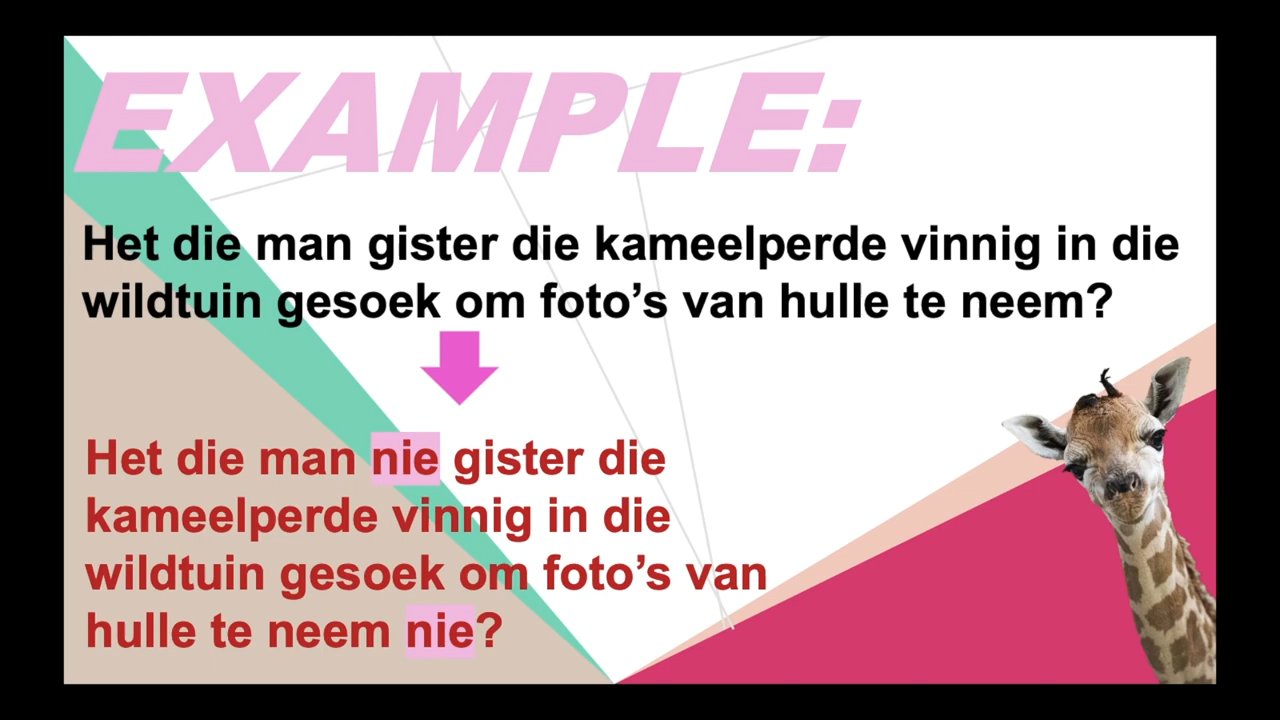 EXAMPLE:
Het die man gister die kameelperde vinnig in die
wildtuin gesoek om foto’s van hulle te neem?
Het die man nie gister die
kameelperde vinnig in die
wildtuin gesoek om foto’s van
hulle te neem nie?